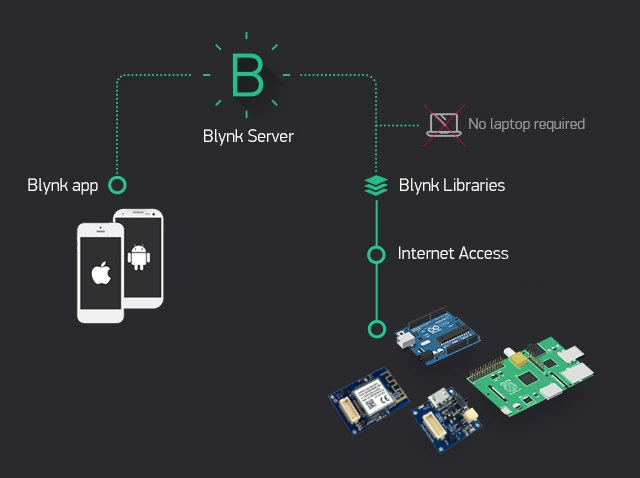 B
Blynk Server
No laptop required
Blynk app
Blynk Libraries
Internet Access